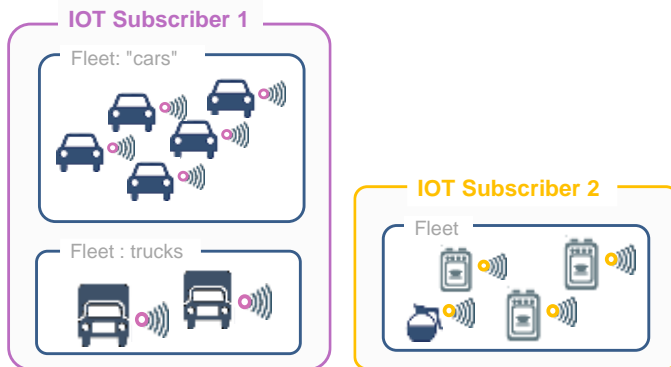 IOT Subscriber 1
Fleet: "cars"
Fleet : trucks
IOT Subscriber 2
Fleet